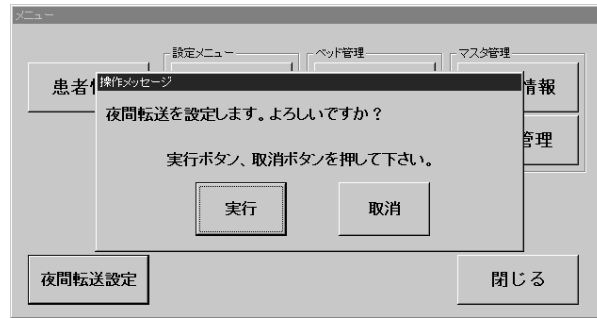 メニュー
設定メニュー
ベッド管理
マスタ管理
患者
情報
管理
操作メッセージ
夜間転送を設定します。よろしいですか？
実行ボタン、取消ボタンを押して下さい。
実行
取消
夜間転送設定
閉じる